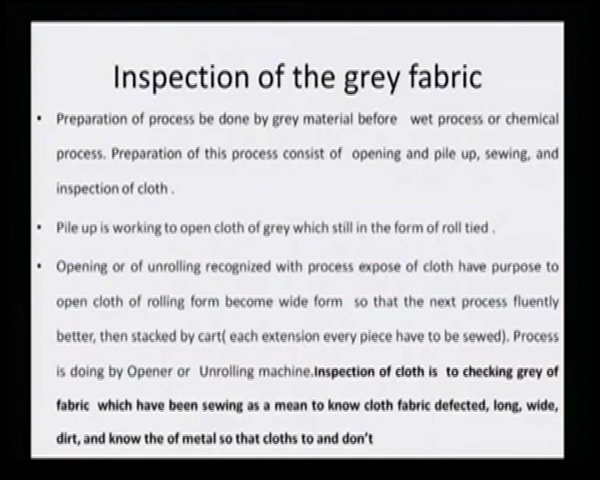 Inspection of the grey fabric
• Preparation of process be done by grey material before wet process or chemical
process. Preparation of this process consist of opening and pile up, sewing, and
inspection of cloth .
• Pile up is working to open cloth of grey which still in the form of roll tied .
• Opening or of unrolling recognized with process expose of cloth have purpose to
open cloth of rolling form become wide form so that the next process fluently
better, then stacked by cart( each extension every piece have to be sewed). Process
is doing by Opener or Unrolling machine.Inspection of cloth is to checking grey of
fabric which have been sewing as a mean to know cloth fabric defected, long, wide,
dirt, and know the of metal so that cloths to and don't